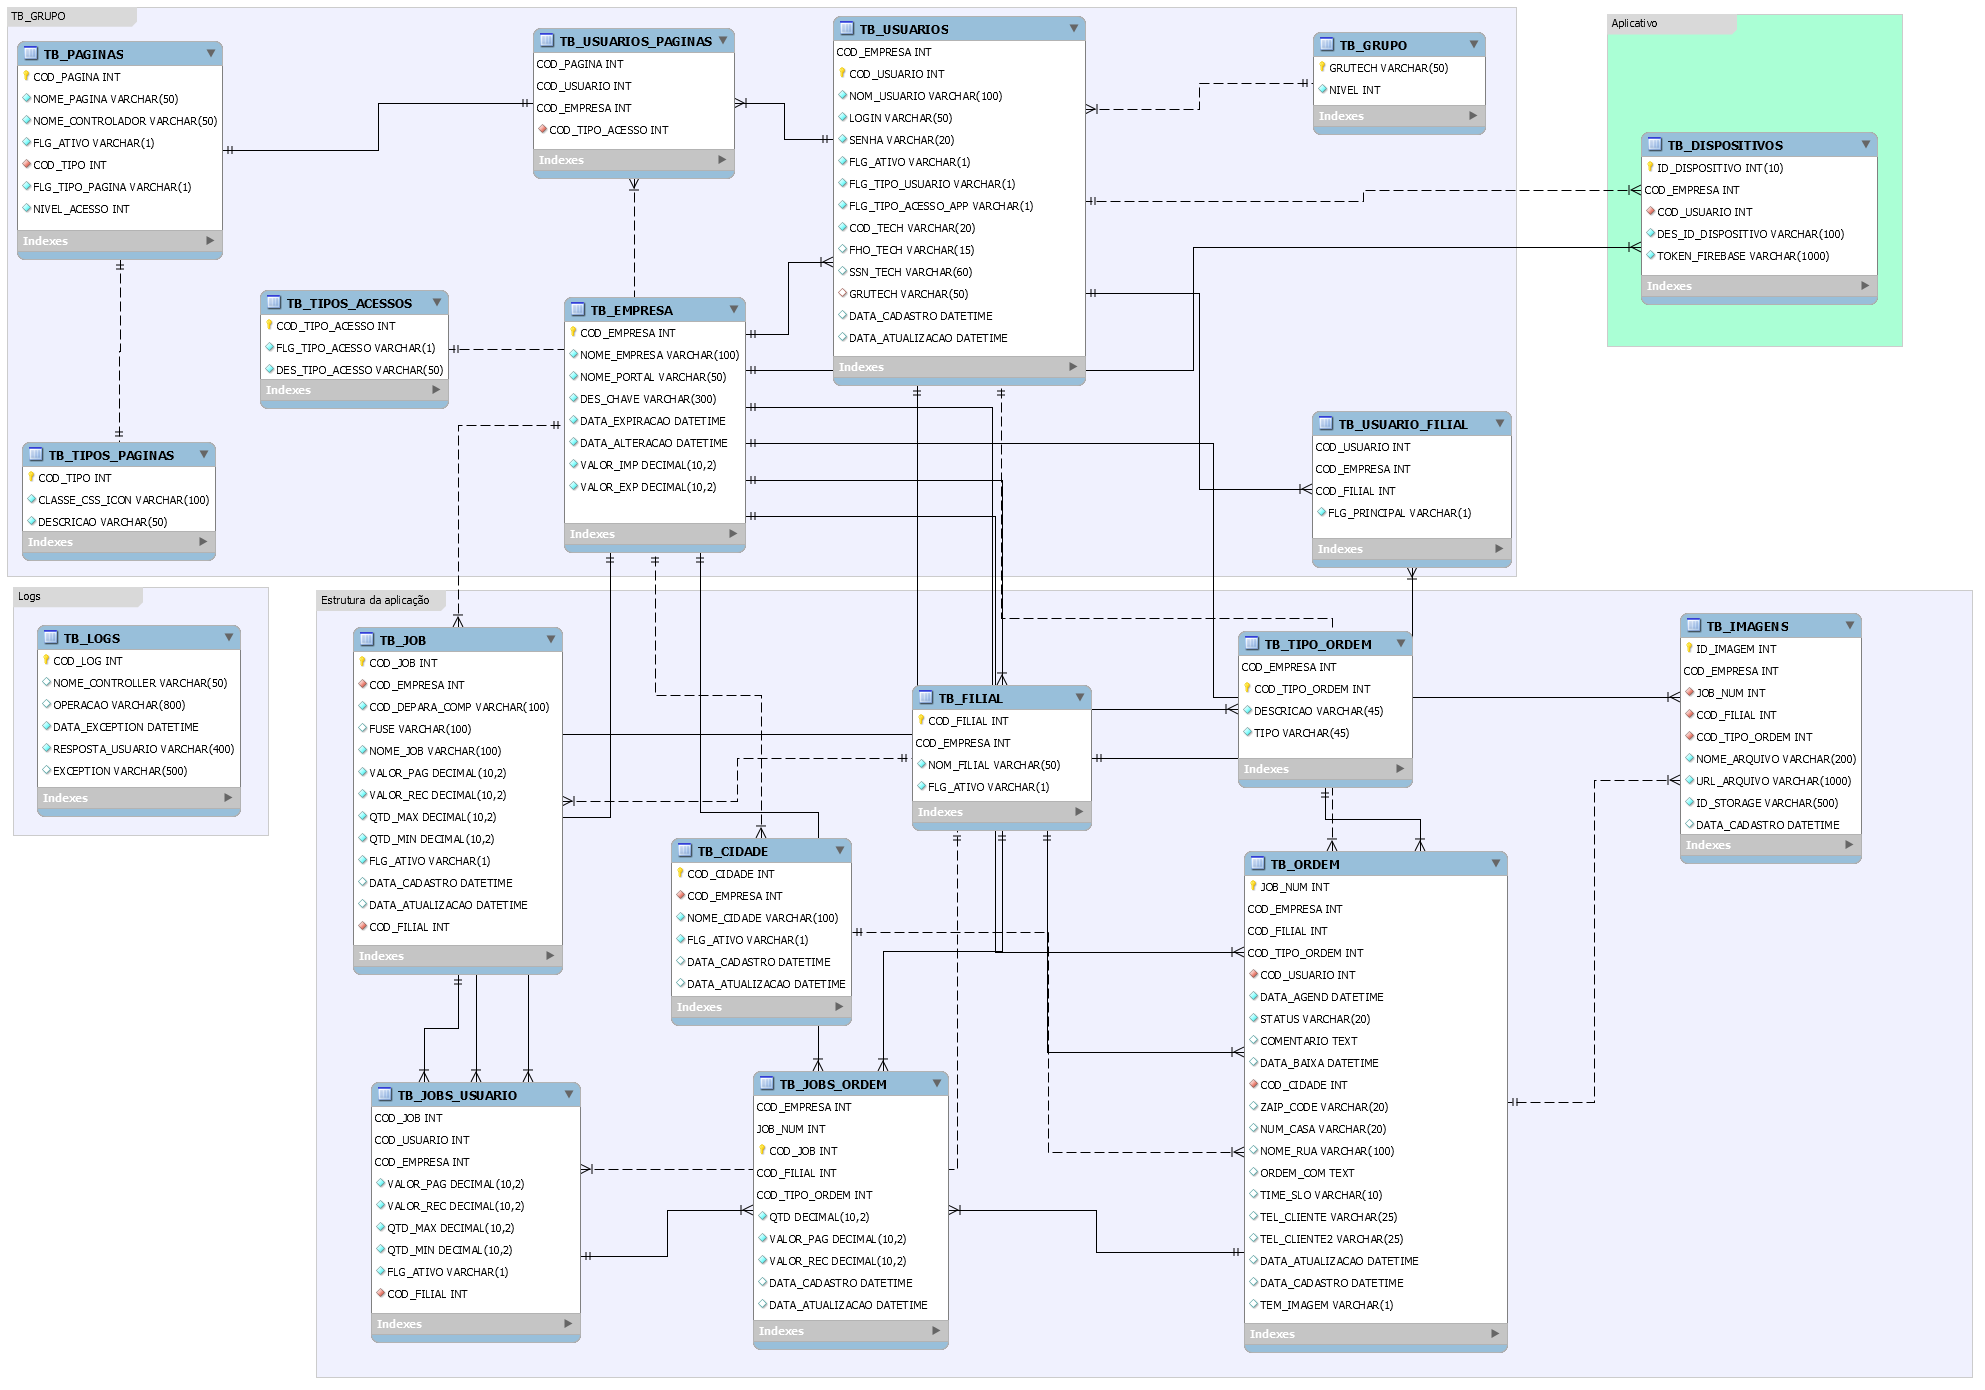 TB_GRUPO
TB_PAGINAS
COD_PAGINA INT
NOME_PAGINA VARCHAR(50)
NOME_CONTROLADOR VARCHAR(50)
FLG_ATIVO VARCHAR(1)
COD_TIPO INT
FLG_TIPO_PAGINA VARCHAR(1)
NIVEL_ACESSO INT
Indexes
TB_USUARIOS_PAGINAS
COD_PAGINA INT
COD_USUARIO INT
COD_EMPRESA INT
COD_TIPO_ACESSO INT
Indexes
TB_USUARIOS
COD_EMPRESA INT
COD_USUARIO INT
NOM_USUARIO VARCHAR(100)
LOGIN VARCHAR(50)
SENHA VARCHAR(20)
FLG_ATIVO VARCHAR(1)
FLG_TIPO_USUARIO VARCHAR(1)
FLG_TIPO_ACESSO_APP VARCHAR(1)
COD_TECH VARCHAR(20)
FHO_TECH VARCHAR(15)
SSN_TECH VARCHAR(60)
GRUTECH VARCHAR(50)
DATA_CADASTRO DATETIME
DATA_ATUALIZACAO DATETIME
Indexes
TB_GRUPO
GRUTECH VARCHAR(50)
NIVEL INT
Indexes
Aplicativo
TB_DISPOSITIVOS
ID_DISPOSITIVO INT(10)
COD_EMPRESA INT
COD_USUARIO INT
DES_ID_DISPOSITIVO VARCHAR(100)
TOKEN_FIREBASE VARCHAR(1000)
Indexes
TB_TIPOS_ACESSOS
COD_TIPO_ACESSO INT
FLG_TIPO_ACESSO VARCHAR(1)
DES_TIPO_ACESSO VARCHAR(50)
Indexes
TB_EMPRESA
COD_EMPRESA INT
NOME_EMPRESA VARCHAR(100)
NOME_PORTAL VARCHAR(50)
DES_CHAVE VARCHAR(300)
DATA_EXPIRACAO DATETIME
DATA_ALTERACAO DATETIME
VALOR_IMP DECIMAL(10,2)
VALOR_EXP DECIMAL(10,2)
Indexes
TB_TIPOS_PAGINAS
COD_TIPO INT
CLASSE_CSS_ICON VARCHAR(100)
DESCRICAO VARCHAR(50)
Indexes
TB_USUARIO_FILIAL
COD_USUARIO INT
COD_EMPRESA INT
COD_FILIAL INT
FLG_PRINCIPAL VARCHAR(1)
Indexes
Logs
TB_LOGS
COD_LOG INT
NOME_CONTROLLER VARCHAR(50)
OPERACAO VARCHAR(800)
DATA_EXCEPTION DATETIME
RESPOSTA_USUARIO VARCHAR(400)
EXCEPTION VARCHAR(500)
Indexes
Estrutura da aplicação
TB_JOB
COD_JOB INT
COD_EMPRESA INT
COD_DEPARA_COMP VARCHAR(100)
FUSE VARCHAR(100)
NOME_JOB VARCHAR(100)
VALOR_PAG DECIMAL(10,2)
VALOR_REC DECIMAL(10,2)
QTD_MAX DECIMAL(10,2)
QTD_MIN DECIMAL(10,2)
FLG_ATIVO VARCHAR(1)
DATA_CADASTRO DATETIME
DATA_ATUALIZACAO DATETIME
COD_FILIAL INT
Indexes
TB_FILIAL
COD_FILIAL INT
COD_EMPRESA INT
NOM_FILIAL VARCHAR(50)
FLG_ATIVO VARCHAR(1)
Indexes
TB_TIPO_ORDEM
COD_EMPRESA INT
COD_TIPO_ORDEM INT
DESCRICAO VARCHAR(45)
TIPO VARCHAR(45)
Indexes
TB_IMAGENS
ID_IMAGEM INT
COD_EMPRESA INT
JOB_NUM INT
COD_FILIAL INT
COD_TIPO_ORDEM INT
NOME_ARQUIVO VARCHAR(200)
URL_ARQUIVO VARCHAR(1000)
ID_STORAGE VARCHAR(500)
DATA_CADASTRO DATETIME
Indexes
TB_CIDADE
COD_CIDADE INT
COD_EMPRESA INT
NOME_CIDADE VARCHAR(100)
FLG_ATIVO VARCHAR(1)
DATA_CADASTRO DATETIME
DATA_ATUALIZACAO DATETIME
Indexes
TB_ORDEM
JOB_NUM INT
COD_EMPRESA INT
COD_FILIAL INT
COD_TIPO_ORDEM INT
COD_USUARIO INT
DATA_AGEND DATETIME
STATUS VARCHAR(20)
COMENTARIO TEXT
DATA_BAIXA DATETIME
COD_CIDADE INT
ZAIP_CODE VARCHAR(20)
NUM_CASA VARCHAR(20)
NOME_RUA VARCHAR(100)
ORDEM_COM TEXT
TIME_SLO VARCHAR(10)
TEL_CLIENTE VARCHAR(25)
TEL_CLIENTE2 VARCHAR(25)
DATA_ATUALIZACAO DATETIME
DATA_CADASTRO DATETIME
TEM_IMAGEM VARCHAR(1)
Indexes
TB_JOBS_USUARIO
COD_JOB INT
COD_USUARIO INT
COD_EMPRESA INT
VALOR_PAG DECIMAL(10,2)
VALOR_REC DECIMAL(10,2)
QTD_MAX DECIMAL(10,2)
QTD_MIN DECIMAL(10,2)
FLG_ATIVO VARCHAR(1)
COD_FILIAL INT
Indexes
TB_JOBS_ORDEM
COD_EMPRESA INT
JOB_NUM INT
COD_JOB INT
COD_FILIAL INT
COD_TIPO_ORDEM INT
QTD DECIMAL(10,2)
VALOR_PAG DECIMAL(10,2)
VALOR_REC DECIMAL(10,2)
DATA_CADASTRO DATETIME
DATA_ATUALIZACAO DATETIME
Indexes